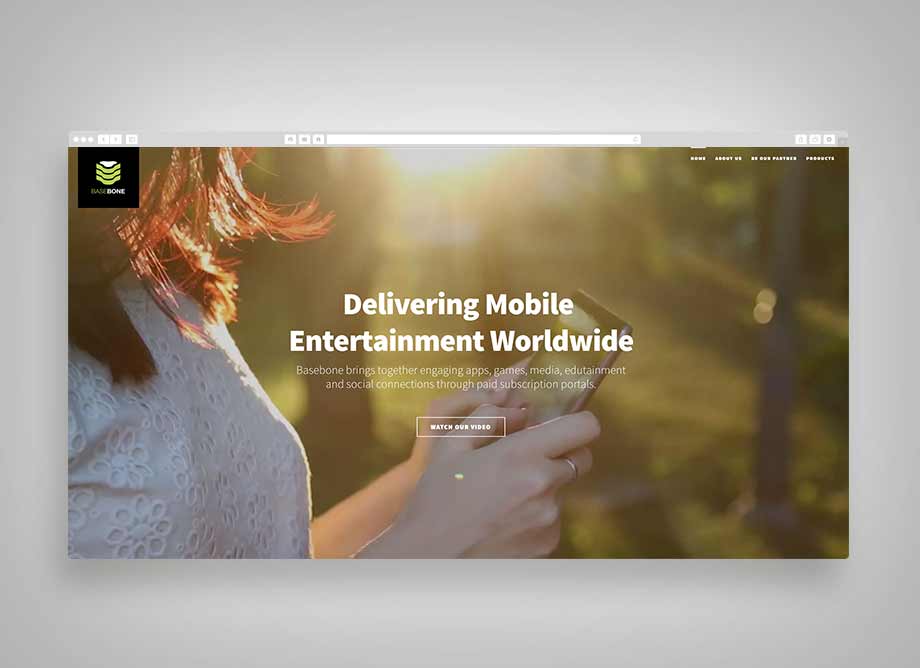 BASEBONE
HOME ABOUT US BE OUR PARTNER PRODUCTS
Delivering Mobile
Entertainment Worldwide
Basebone brings together engaging apps, games, media, edutainment
and social connections through paid subscription portals.
WATCH OUR VIDEO